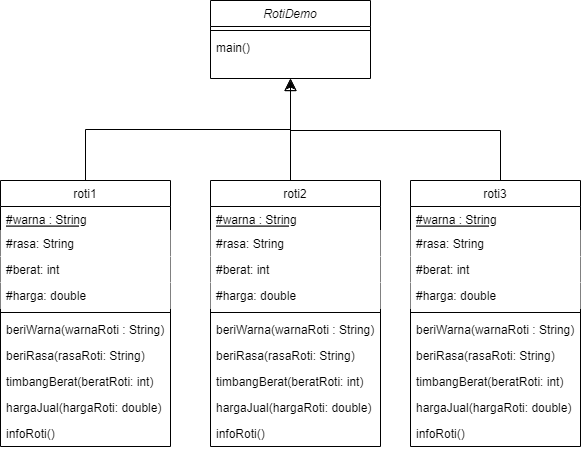 RotiDemo
main()
roti1
#warna : String
#rasa: String
#berat: int
#harga: double
beriWarna(warnaRoti : String)
beriRasa(rasaRoti: String)
timbangBerat(beratRoti: int)
hargaJual(hargaRoti: double)
infoRoti()
roti2
#warna : String
#rasa: String
#berat: int
#harga: double
beriWarna(warnaRoti : String)
beriRasa(rasaRoti: String)
timbangBerat(beratRoti: int)
hargaJual(hargaRoti: double)
infoRoti()
roti3
#warna : String
#rasa: String
#berat: int
#harga: double
beriWarna(warnaRoti : String)
beriRasa(rasaRoti: String)
timbangBerat(beratRoti: int)
hargaJual(hargaRoti: double)
infoRoti()